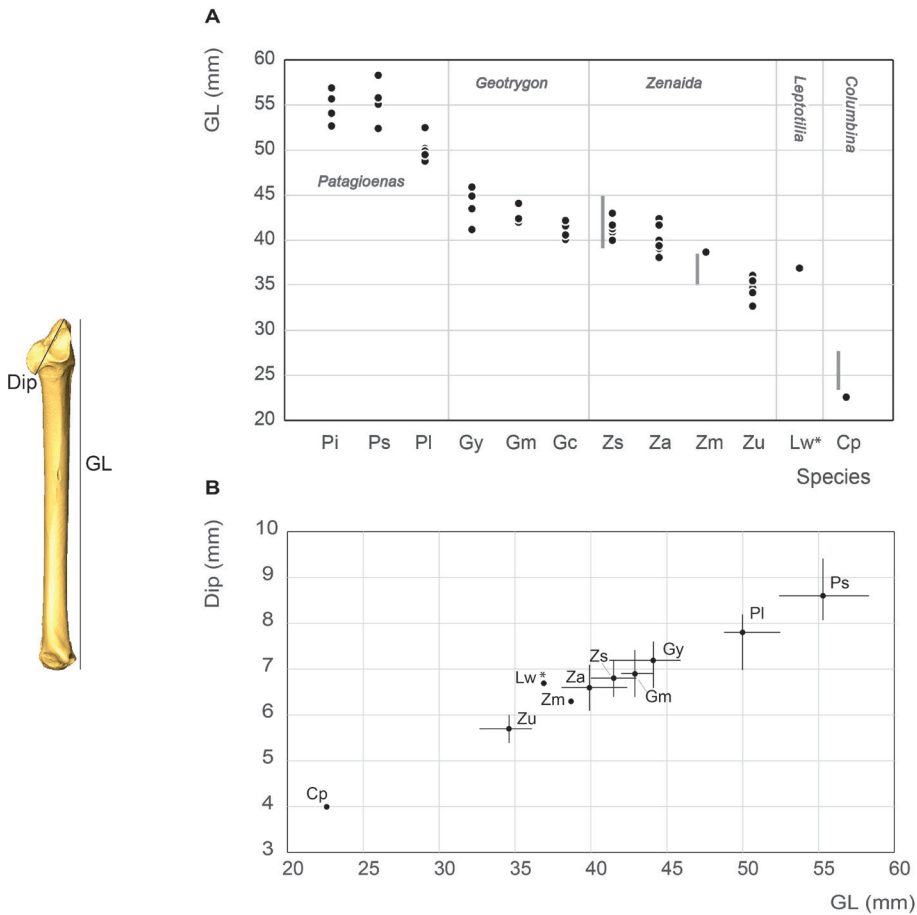 A
GL (mm)
60
55
50
45
40
35
30
25
20
Geotrygon
Zenaida
Leptotilia
Columbina
Patagioenas
Pi Ps Pl Gy Gm Gc Zs Za Zm Zu Lw* Cp
Species
Dip
GL
B
Dip (mm)
10
9
8
7
6
5
4
3
Ps
Pl
Gy
Zs
Za
Gm
Lw*
Zm
Zu
Cp
20 25 30 35 40 45 50 55 60
GL (mm)